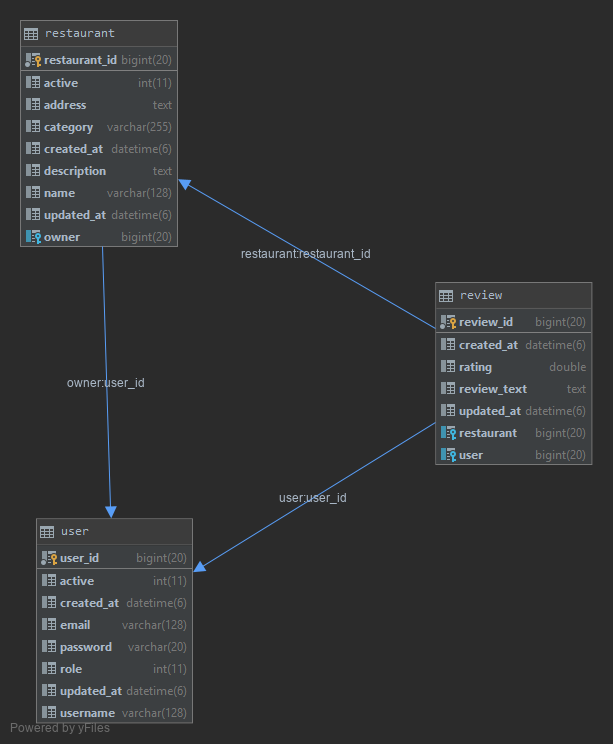 restaurant
restaurant_id bigint(20)
active int(11)
address text
category varchar(255)
created_at datetime(6)
description text
name varchar(128)
updated_at datetime(6)
owner bigint(20)
restaurant:restaurant_id
review
review_id bigint(20)
created_at datetime(6)
rating double
review_text text
updated_at datetime(6)
restaurant bigint(20)
user bigint(20)
owner:user_id
user:user_id
user
user_id bigint(20)
active int(11)
created_at datetime(6)
email varchar(128)
password varchar(20)
role int(11)
updated_at datetime(6)
username varchar(128)
Powered by yFiles